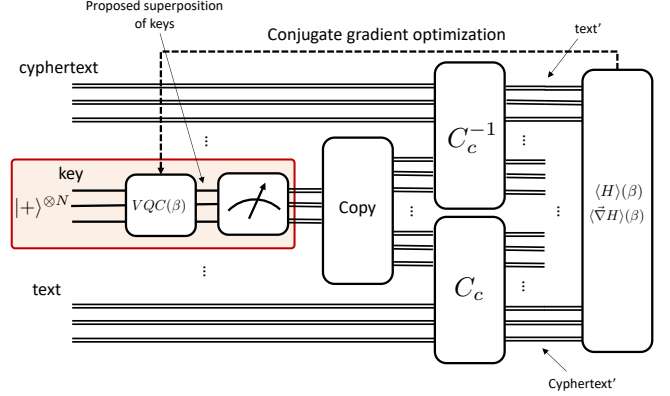 Proposed superposition
of keys
Conjugate gradient optimization
text’
cyphertext
⋮
C_c^{-1}
⋮
key
|+⟩^{⊗N}
VQC(β)
Copy
⋮
⋮
⟨H⟩(β)
⟨∇⃗H⟩(β)
⋮
text
C_c
⋮
Cyphertext’